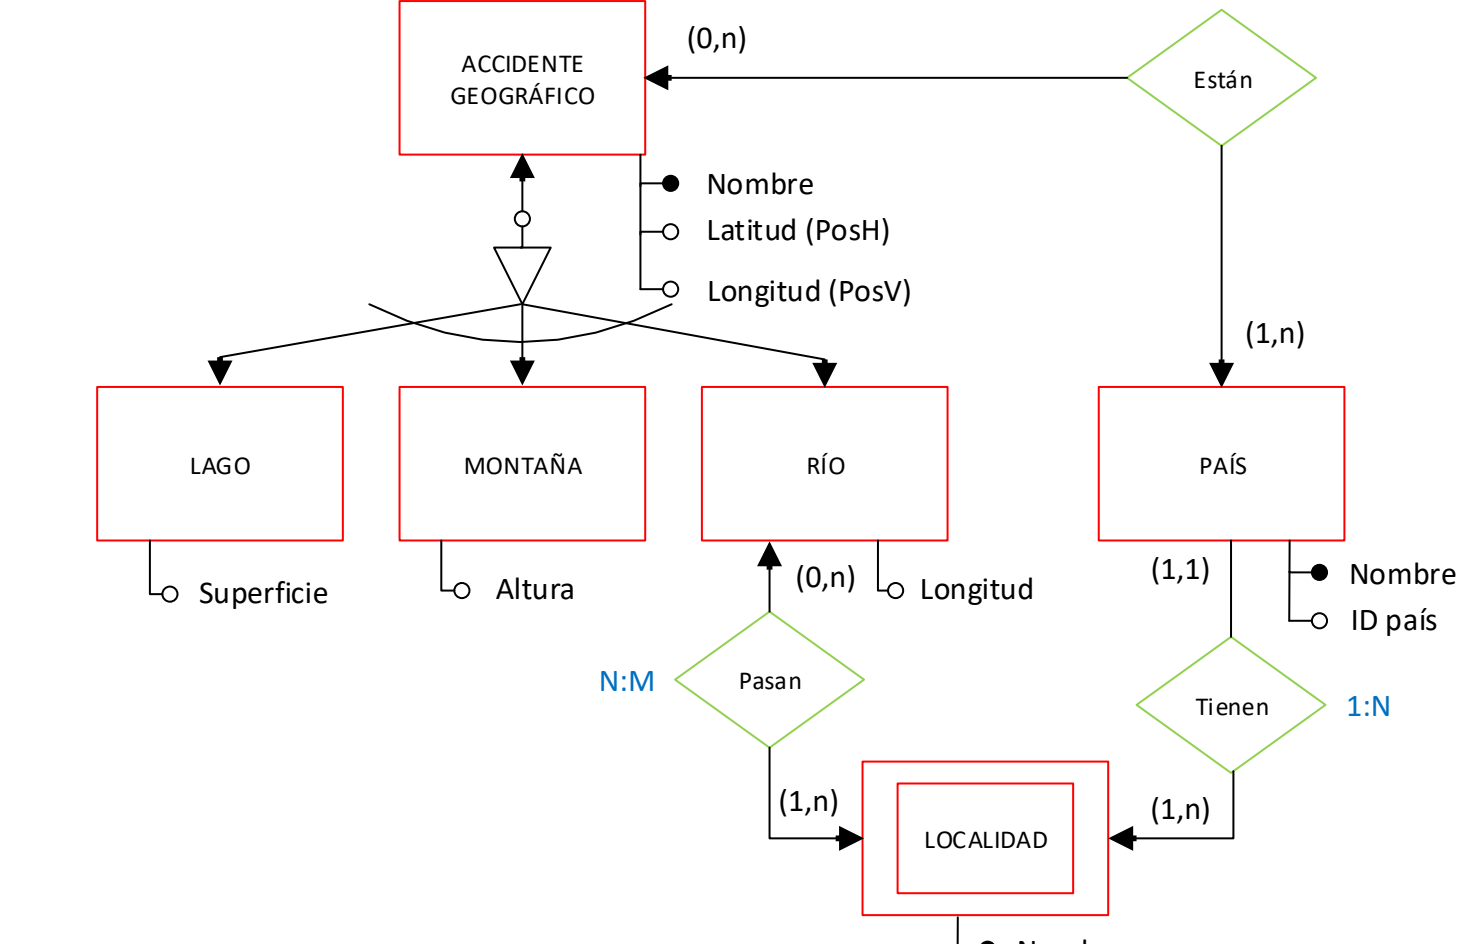 (0,n)
ACCIDENTE
GEOGRÁFICO
Están
Nombre
Latitud (PosH)
Longitud (PosV)
(1,n)
LAGO
MONTAÑA
RÍO
PAÍS
(1,1)
Nombre
(0,n)
Superficie
Altura
Longitud
ID país
N:M
Pasan
Tienen
1:N
(1,n)
(1,n)
LOCALIDAD